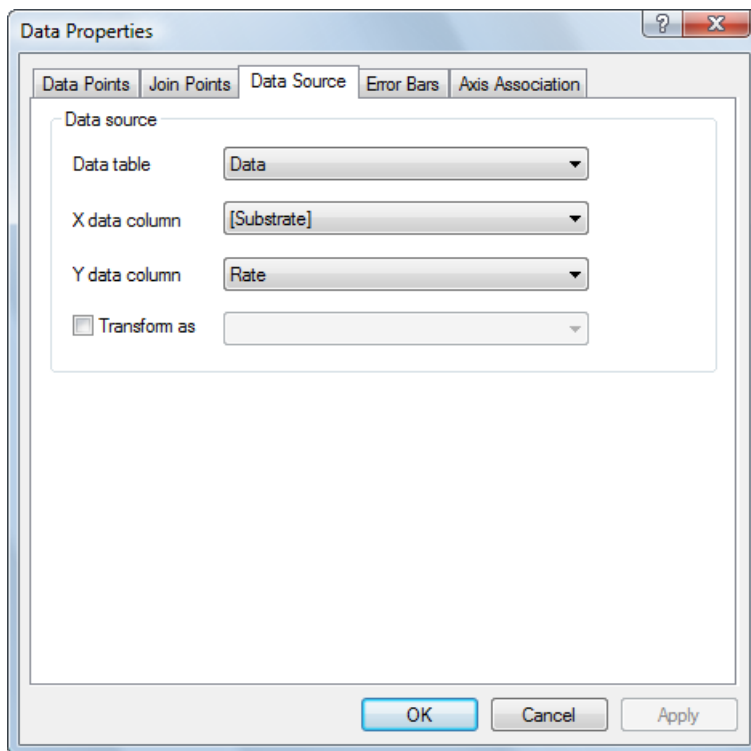 Data Properties
?
Data Points Join Points Data Source Error Bars Axis Association
Data source
Data table Data
X data column [Substrate]
Y data column Rate
Transform as
OK Cancel Apply